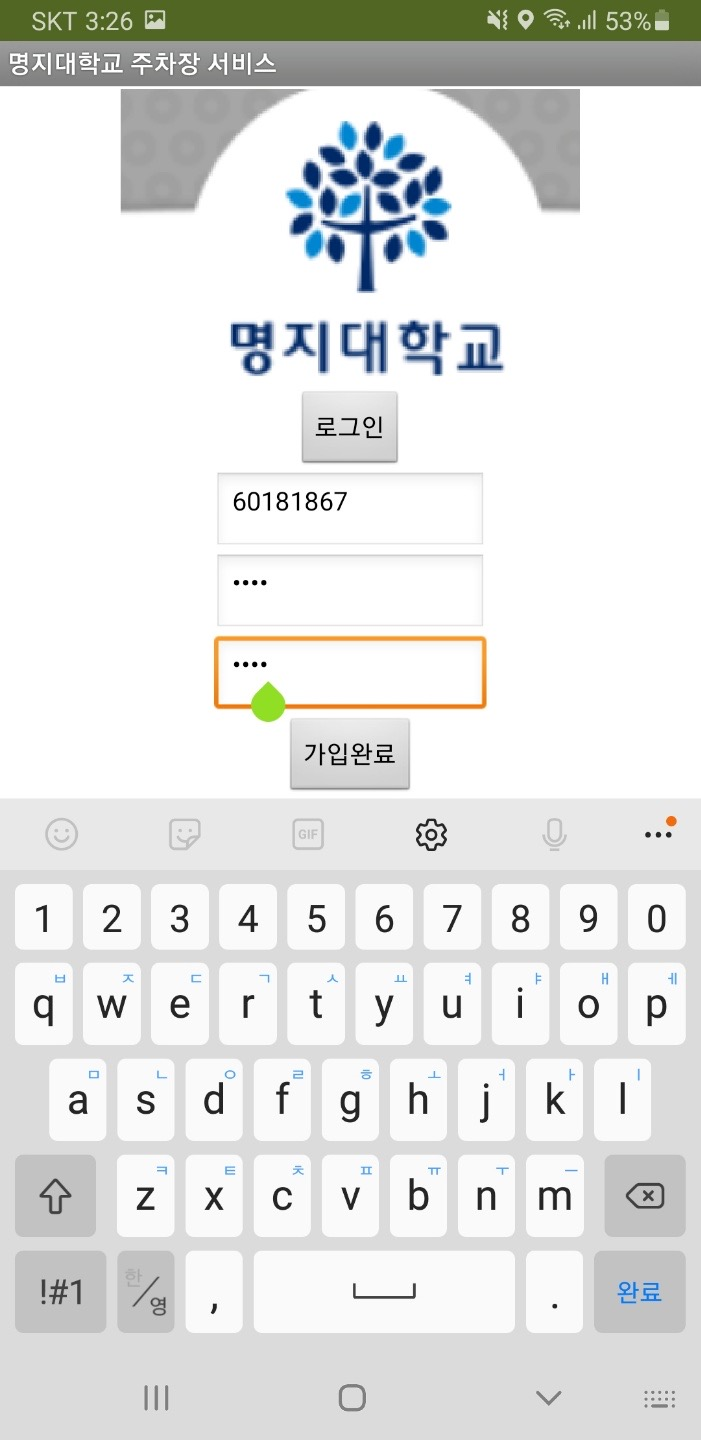 SKT 3:26 53%
명지대학교 주차장 서비스
명지대학교
로그인
60181867
••••
••••
가입완료
GIF
1 2 3 4 5 6 7 8 9 0
q ㅂ w ㅈ e ㄷ r ㄱ t ㅅ y ㅛ u ㅕ i ㅑ o ㅐ p ㅔ
a ㅁ s ㄴ d ㅇ f ㄹ g ㅎ h ㅗ j ㅓ k ㅏ l ㅣ
z ㅋ x ㅌ c ㅊ v ㅍ b ㅠ n ㅜ m ㅡ
!#1 한/영 , . 완료